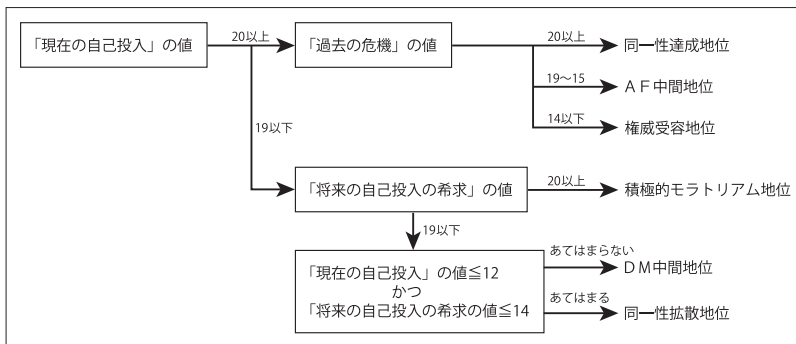 「現在の自己投入」の値
20以上
「過去の危機」の値
20以上
同一性達成地位
19～15
ＡＦ中間地位
14以下
権威受容地位
19以下
「将来の自己投入の希求」の値
20以上
積極的モラトリアム地位
19以下
「現在の自己投入」の値≦12
かつ
「将来の自己投入の希求の値≦14
あてはまらない
ＤＭ中間地位
あてはまる
同一性拡散地位